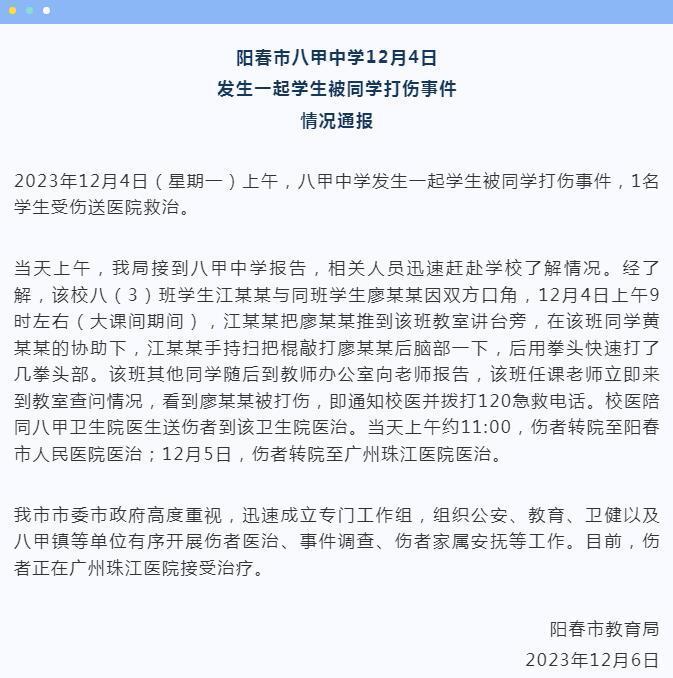 阳春市八甲中学12月4日
发生一起学生被同学打伤事件
情况通报
2023年12月4日（星期一）上午，八甲中学发生一起学生被同学打伤事件，1名
学生受伤送医院救治。
当天上午，我局接到八甲中学报告，相关人员迅速赶赴学校了解情况。经了
解，该校八（3）班学生江某某与同班学生廖某某因双方口角，12月4日上午9
时左右（大课间期间），江某某把廖某某推到该班教室讲台旁，在该班同学黄
某某的协助下，江某某手持扫把棍敲打廖某某后脑部一下，后用拳头快速打了
几拳头部。该班其他同学随后到教师办公室向老师报告，该班任课老师立即来
到教室查问情况，看到廖某某被打伤，即通知校医并拨打120急救电话。校医陪
同八甲卫生院医生送伤者到该卫生院医治。当天上午约11:00，伤者转院至阳春
市人民医院医治；12月5日，伤者转院至广州珠江医院医治。
我市市委市政府高度重视，迅速成立专门工作组，组织公安、教育、卫健以及
八甲镇等单位有序开展伤者医治、事件调查、伤者家属安抚等工作。目前，伤
者正在广州珠江医院接受治疗。
阳春市教育局
2023年12月6日